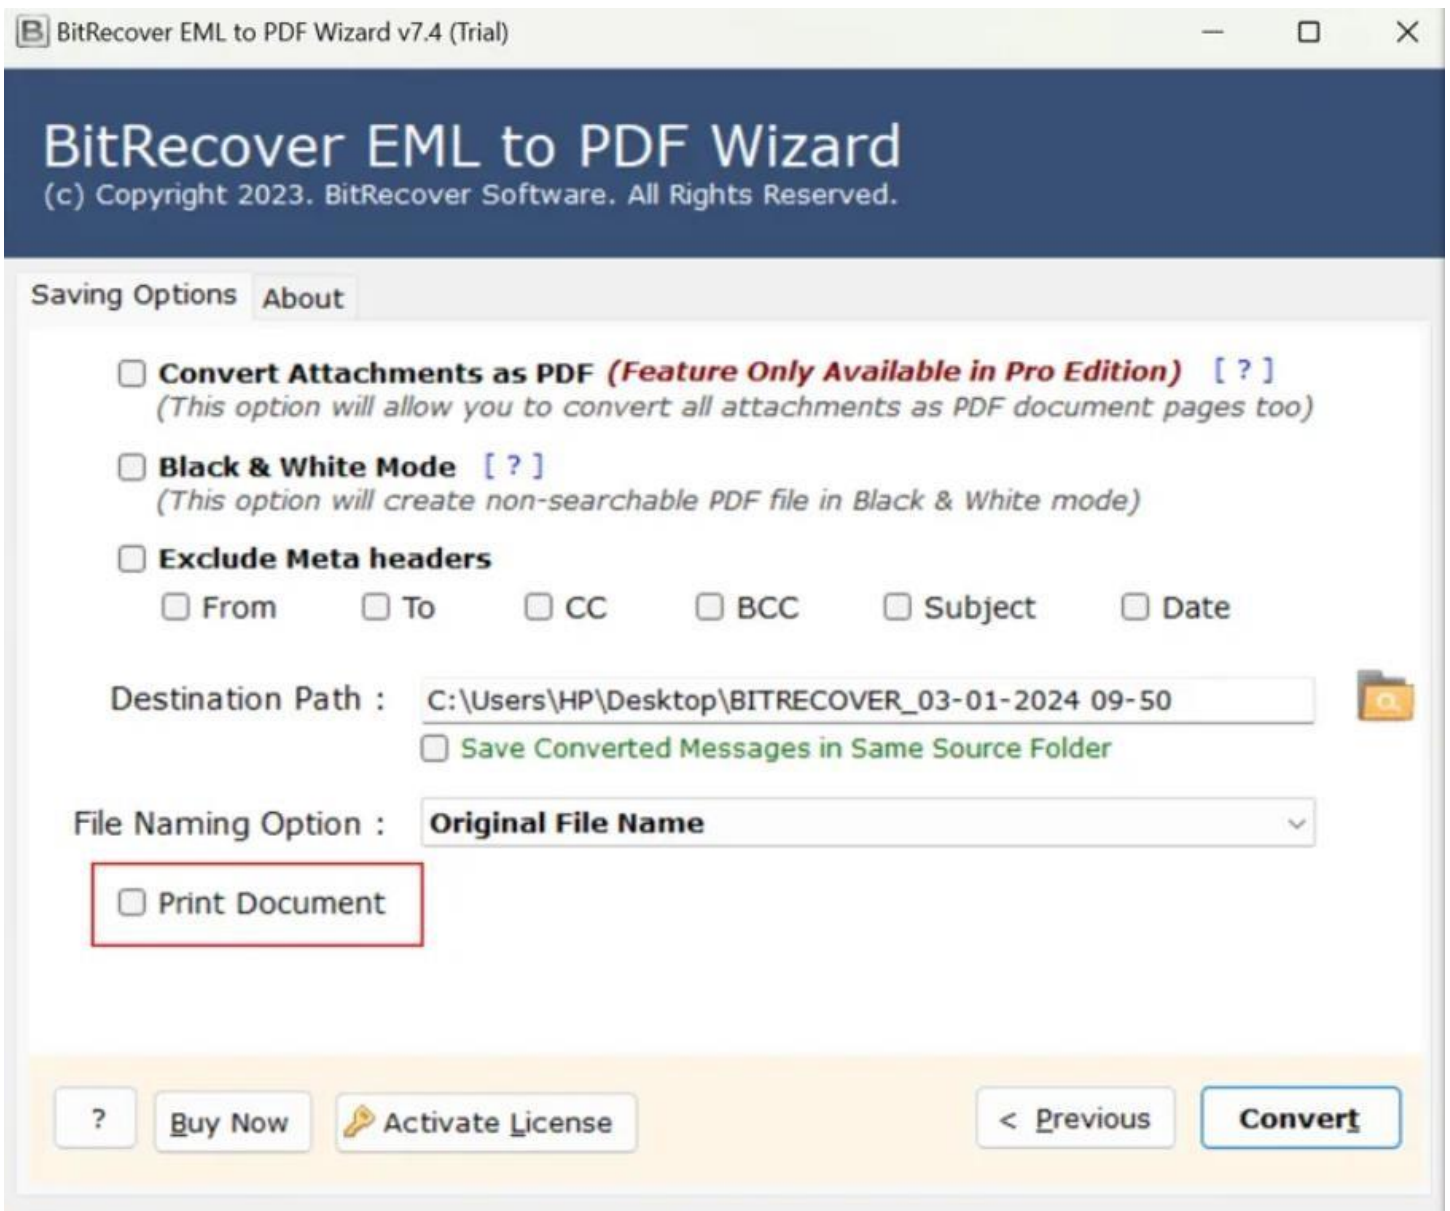 BitRecover EML to PDF Wizard v7.4 (Trial)
BitRecover EML to PDF Wizard
(c) Copyright 2023. BitRecover Software. All Rights Reserved.
Saving Options About
Convert Attachments as PDF (Feature Only Available in Pro Edition) [ ? ]
(This option will allow you to convert all attachments as PDF document pages too)
Black & White Mode [ ? ]
(This option will create non-searchable PDF file in Black & White mode)
Exclude Meta headers
From To CC BCC Subject Date
Destination Path : C:\Users\HP\Desktop\BITRECOVER_03-01-2024 09-50
Save Converted Messages in Same Source Folder
File Naming Option : Original File Name
Print Document
? Buy Now Activate License < Previous Convert